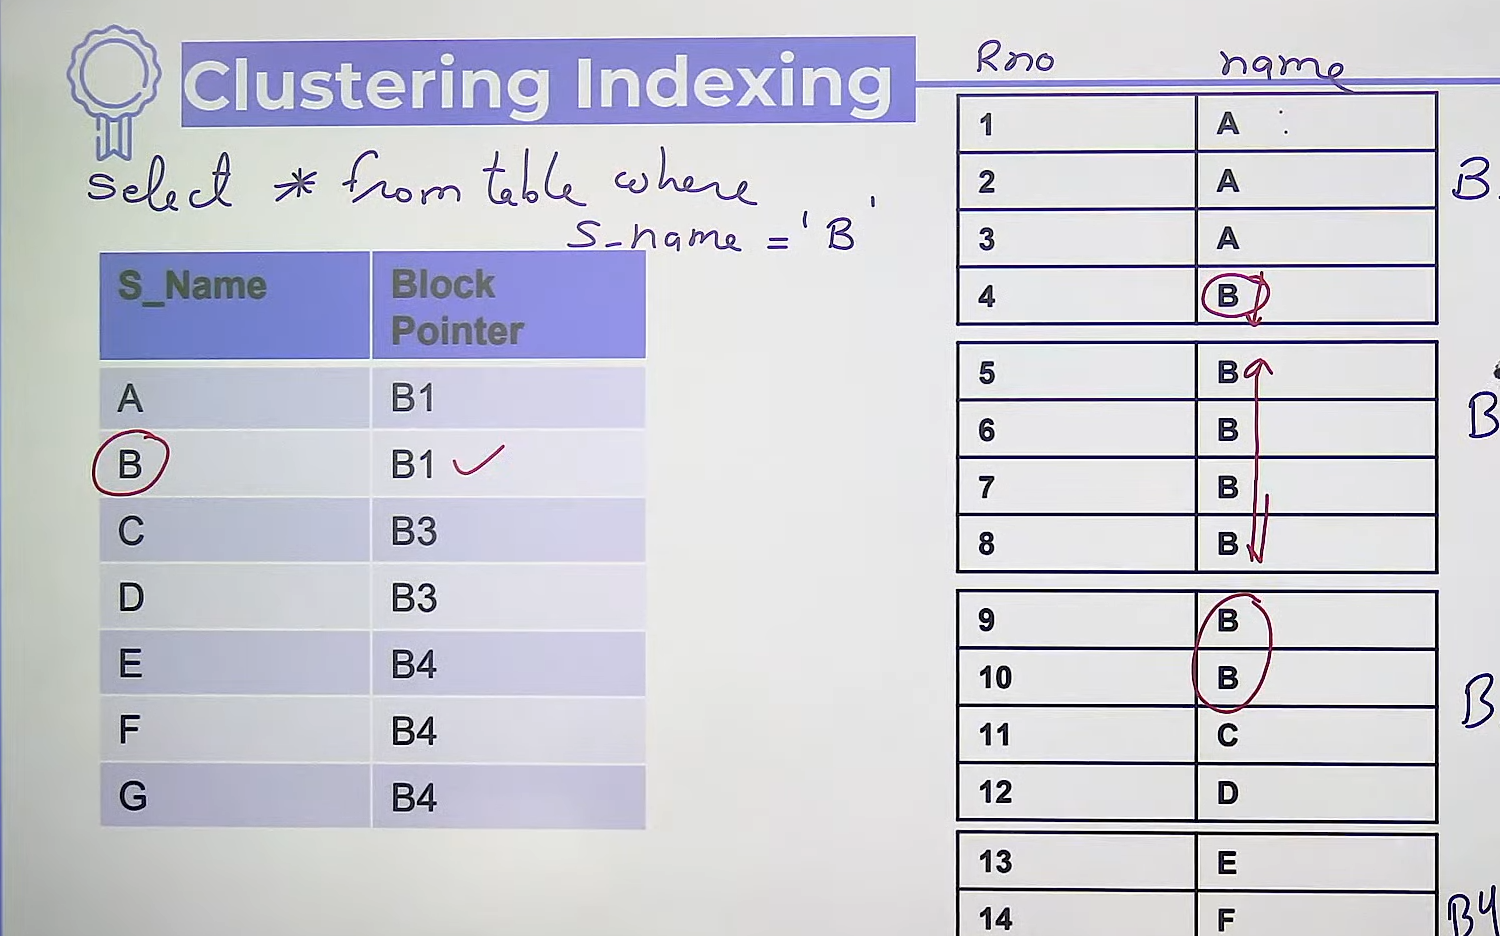 Clustering Indexing
Select * from table where
S_name = 'B'
S_Name Block Pointer
A B1
B B1
C B3
D B3
E B4
F B4
G B4
Rno name
1 A
2 A
3 A
4 B
B
5 B
6 B
7 B
8 B
B
9 B
10 B
11 C
12 D
B
13 E
14 F
B4